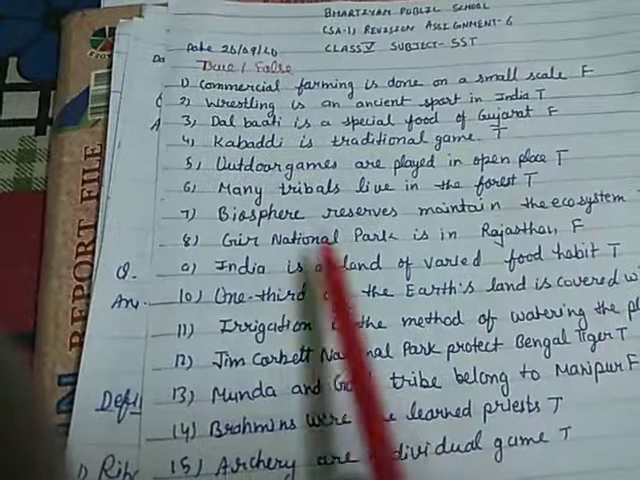 BHARTIYAM PUBLIC SCHOOL
(SA-1) REVISION ASSIGNMENT-6
Date 26/09/20 CLASS V SUBJECT-SST
True/False
1) Commercial farming is done on a small scale F
2) Wrestling is an ancient sport in India T
3) Dal baati is a special food of Gujarat F
4) Kabaddi is traditional game. T
5) Outdoor games are played in open place T
6) Many tribals live in the forest T
7) Biosphere reserves maintain the ecosystem
8) Gir National Park is in Rajasthan F
9) India is a land of varied food habit T
10) One-third the Earth's land is covered
11) Irrigation the method of watering the
12) Jim Corbett National Park protect Bengal Tiger T
13) Munda and tribe belong to Manipur F
14) Brahmins were learned priests T
15) Archery are individual game T
Q.
An.
REPORT FILE